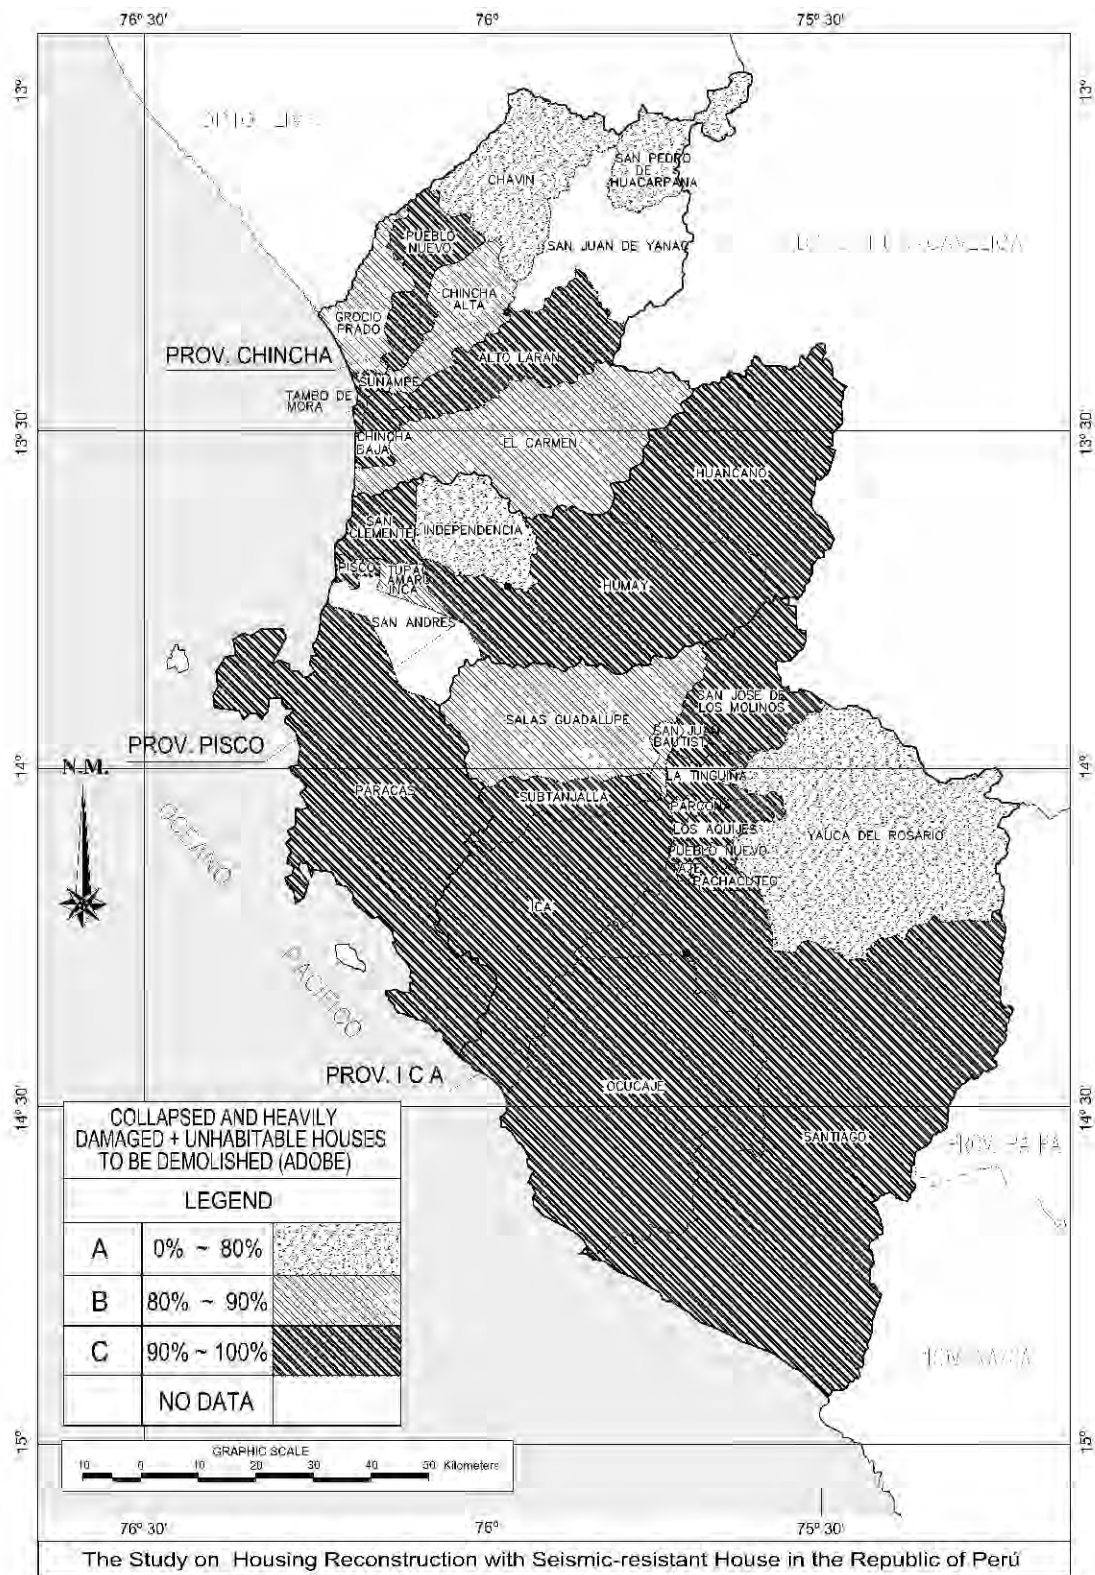 76° 30'
76°
75° 30'
13°
13°
CHAVIN
SAN PEDRO
DE
HUACARPANA
PUEBLO
NUEVO
SAN JUAN DE YANAC
CHINCHA
ALTA
GROCIO
PRADO
PROV. CHINCHA
ALTO LARAN
SUNAMPE
TAMBO DE
MORA
13° 30'
13° 30'
CHINCHA
BAJA
EL CARMEN
HUANCANO
SAN
CLEMENTE
INDEPENDENCIA
PISCO
TUPAC
AMARU
INCA
HUMAY
SAN ANDRES
SAN JOSE DE
LOS MOLINOS
SALAS GUADALUPE
SAN JUAN
BAUTIST
PROV. PISCO
N.M.
14°
14°
LA TINGUIÑA
PARACAS
SUBTANJALLA
PARCONA
LOS AQUIJES
YAUCA DEL ROSARIO
PUEBLO NUEVO
TATE
PACHACUTEC
OCEANO
ICA
PACIFICO
PROV. I C A
OCUCAJE
14° 30'
14° 30'
SANTIAGO
COLLAPSED AND HEAVILY
DAMAGED + UNHABITABLE HOUSES
TO BE DEMOLISHED (ADOBE)
LEGEND
A 0% ~ 80%
B 80% ~ 90%
C 90% ~ 100%
NO DATA
15°
15°
GRAPHIC SCALE
10 0 10 20 30 40 50 Kilometers
76° 30'
76°
75° 30'
The Study on Housing Reconstruction with Seismic-resistant House in the Republic of Perú